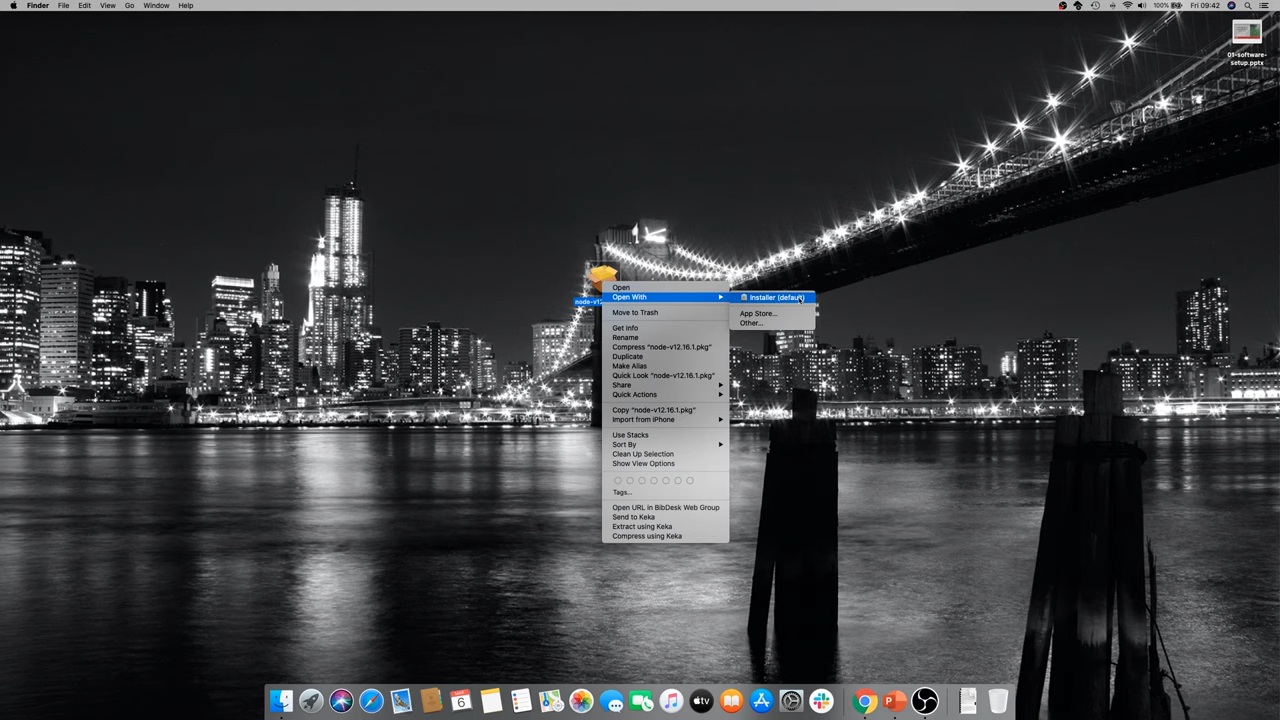 Finder File Edit View Go Window Help 100% Fri 09:42
01-software-
setup.pptx
node-v12
Open
Open With
Installer (default)
App Store...
Other...
Move to Trash
Get Info
Rename
Compress "node-v12.16.1.pkg"
Duplicate
Make Alias
Quick Look "node-v12.16.1.pkg"
Share
Quick Actions
Copy "node-v12.16.1.pkg"
Import from iPhone
Use Stacks
Sort By
Clean Up Selection
Show View Options
Tags...
Open URL in BibDesk Web Group
Send to Keka
Extract using Keka
Compress using Keka
6
tv